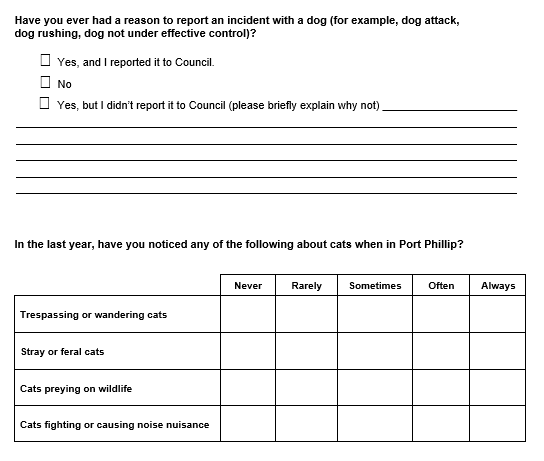 Have you ever had a reason to report an incident with a dog (for example, dog attack,
dog rushing, dog not under effective control)?
Yes, and I reported it to Council.
No
Yes, but I didn't report it to Council (please briefly explain why not)
In the last year, have you noticed any of the following about cats when in Port Phillip?
Never Rarely Sometimes Often Always
Trespassing or wandering cats
Stray or feral cats
Cats preying on wildlife
Cats fighting or causing noise nuisance